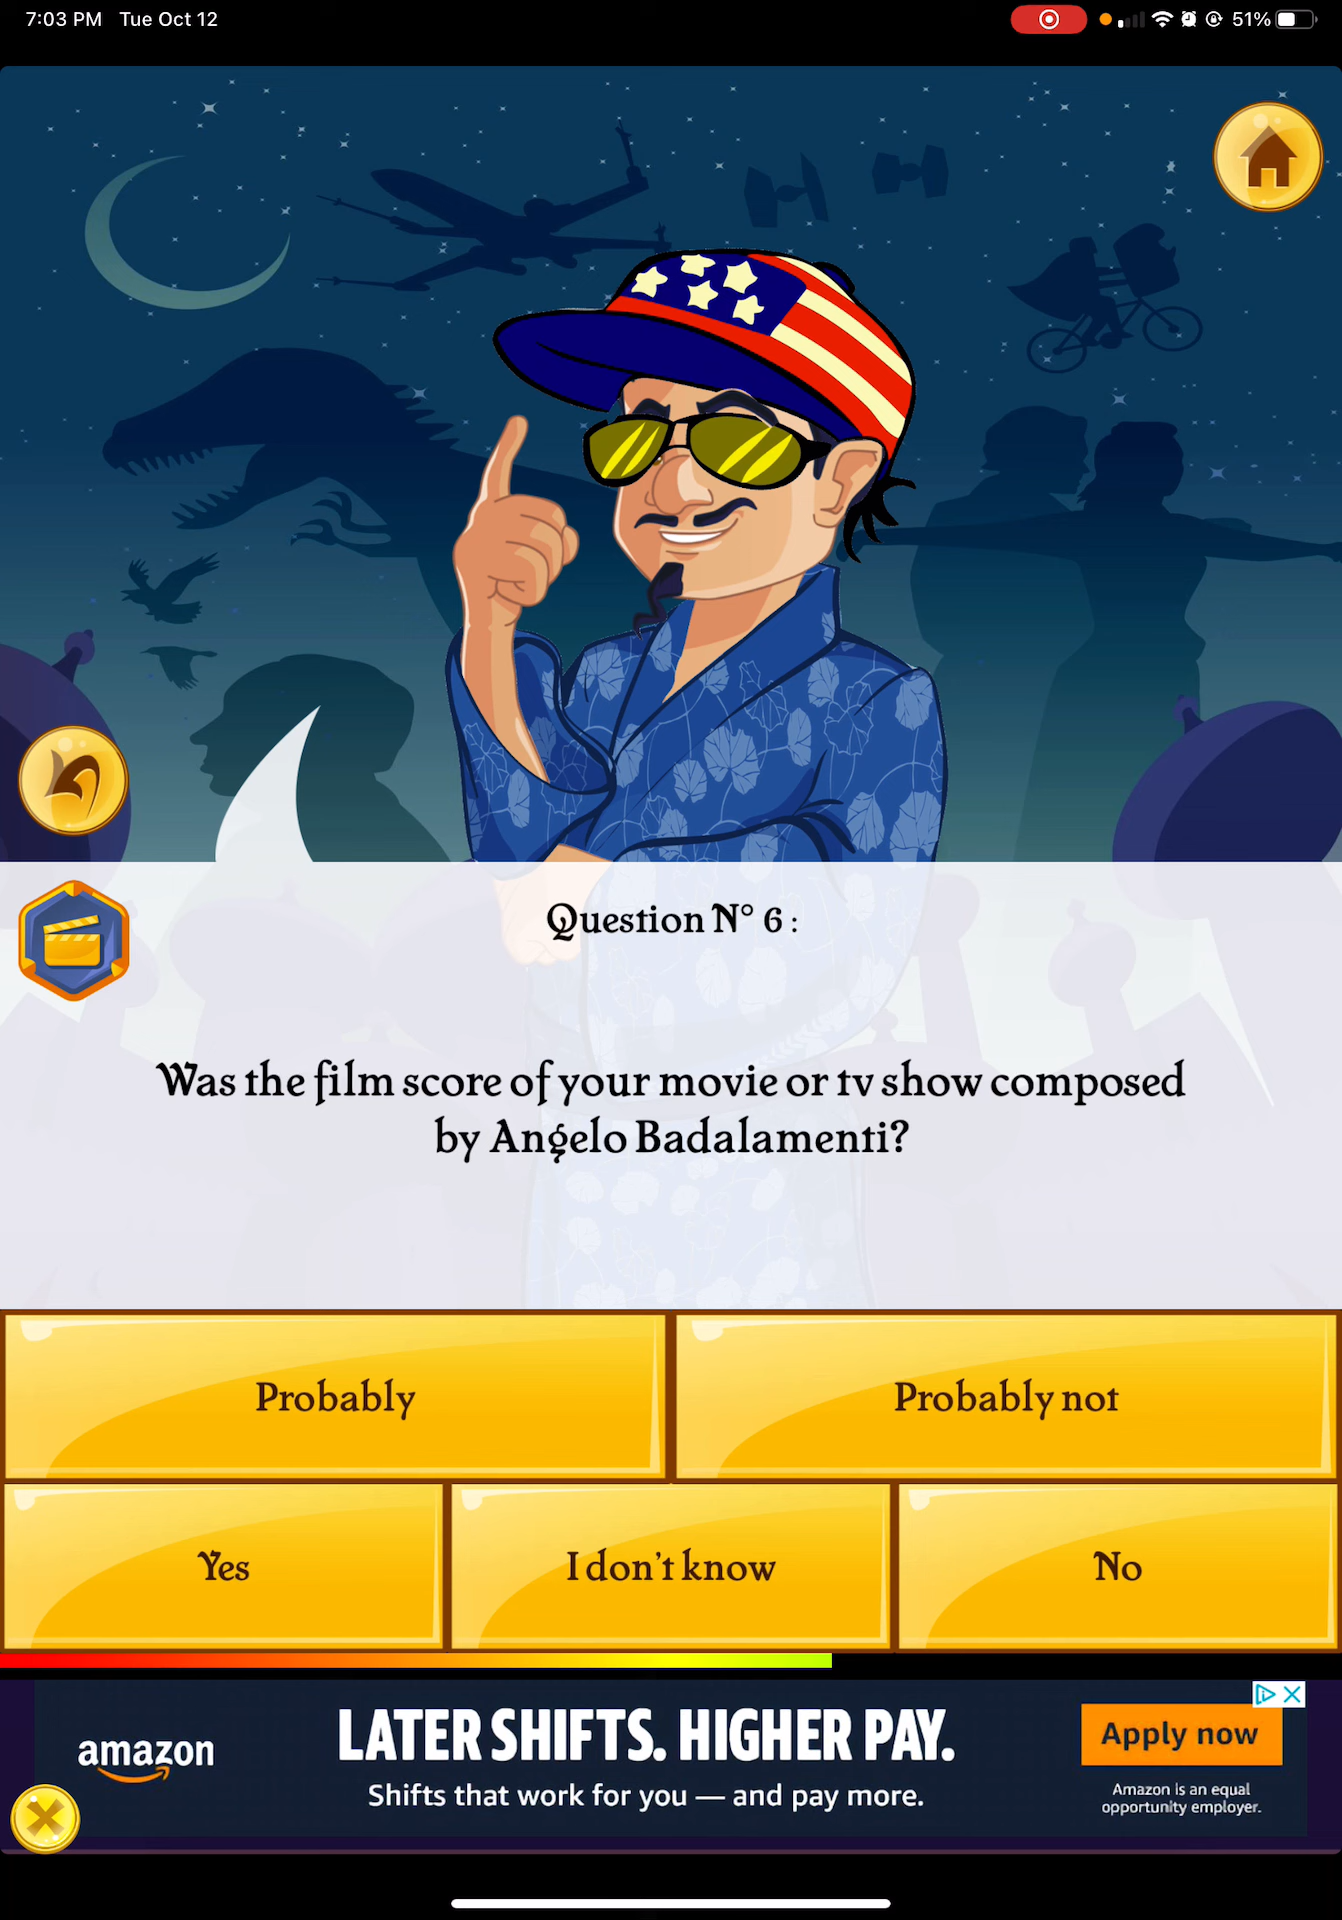 7:03 PM Tue Oct 12
51%
Question N° 6 :
Was the film score of your movie or tv show composed
by Angelo Badalamenti?
Probably
Probably not
Yes
I don't know
No
amazon
LATER SHIFTS. HIGHER PAY.
Shifts that work for you — and pay more.
Apply now
Amazon is an equal
opportunity employer.